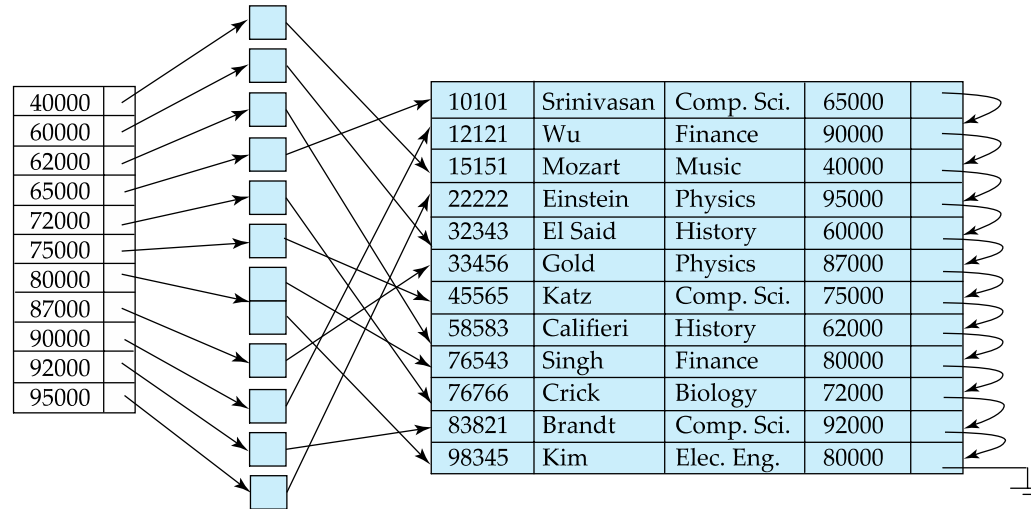 40000
60000
62000
65000
72000
75000
80000
87000
90000
92000
95000
10101 Srinivasan Comp. Sci. 65000
12121 Wu Finance 90000
15151 Mozart Music 40000
22222 Einstein Physics 95000
32343 El Said History 60000
33456 Gold Physics 87000
45565 Katz Comp. Sci. 75000
58583 Califieri History 62000
76543 Singh Finance 80000
76766 Crick Biology 72000
83821 Brandt Comp. Sci. 92000
98345 Kim Elec. Eng. 80000